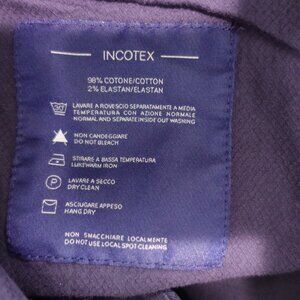 INCOTEX
98% COTONE/COTTON
2% ELASTAN/ELASTAN
LAVARE A ROVESCIO SEPARATAMENTE A MEDIA
TEMPERATURA CON AZIONE NORMALE
NORMAL AND SEPARATE INSIDE OUT WASHING
NON CANDEGGIARE
DO NOT BLEACH
STIRARE A BASSA TEMPERATURA
LUKEWARM IRON
P
LAVARE A SECCO
DRY CLEAN
ASCIUGARE APPESO
HANG DRY
NON SMACCHIARE LOCALMENTE
DO NOT USE LOCAL SPOT CLEANING